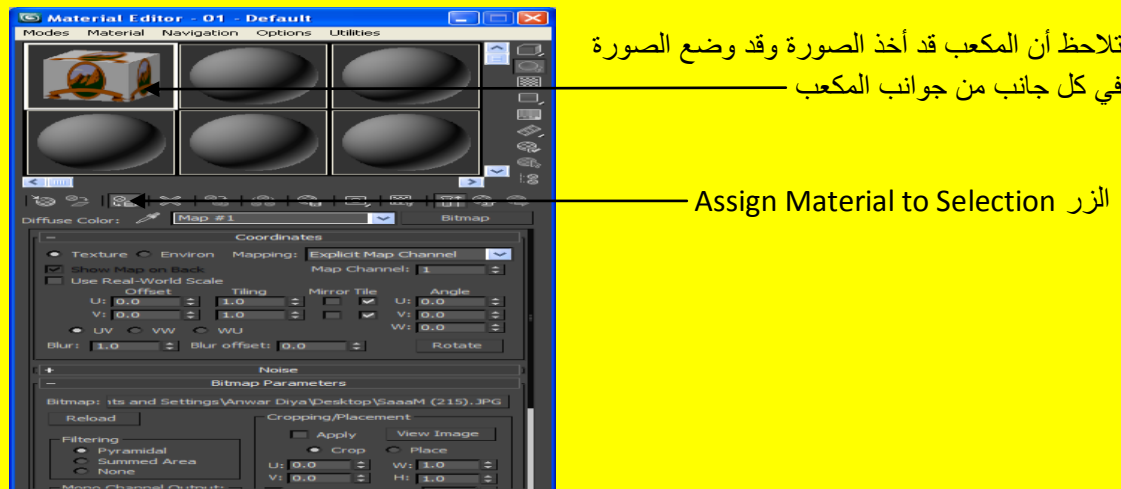 Material Editor - 01 - Default
Modes Material Navigation Options Utilities
تلاحظ أن المكعب قد أخذ الصورة وقد وضع الصورة
في كل جانب من جوانب المكعب
الزر Assign Material to Selection
Diffuse Color: Map #1 Bitmap
Coordinates
Texture Environ Mapping: Explicit Map Channel
Show Map on Back Map Channel: 1
Use Real-World Scale
Offset Tiling Mirror Tile Angle
U: 0.0 1.0 U: 0.0
V: 0.0 1.0 V: 0.0
UV VW WU W: 0.0
Blur: 1.0 Blur offset: 0.0 Rotate
Noise
Bitmap Parameters
Bitmap: its and Settings\Anwar Diya\Desktop\SaaaM (215).JPG
Reload Cropping/Placement
Apply View Image
Filtering
Pyramidal Crop Place
Summed Area U: 0.0 W: 1.0
None V: 0.0 H: 1.0
Mono Channel Output: